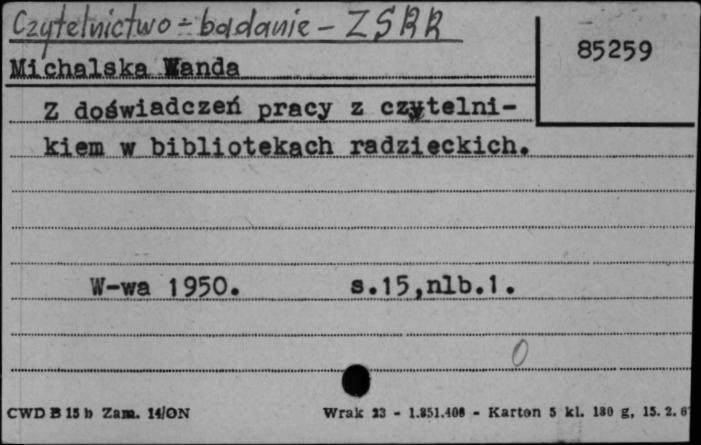 Czytelnictwo - badanie - ZSRR
85259
Michalska Wanda
Z doświadczeń pracy z czytelni-
kiem w bibliotekach radzieckich.
W-wa 1950. s.15,nlb.1.
0
CWD B 15 b Zam. 14/ON
Wrak 23 - 1.851.408 - Karton 5 kl. 180 g, 15. 2. 6